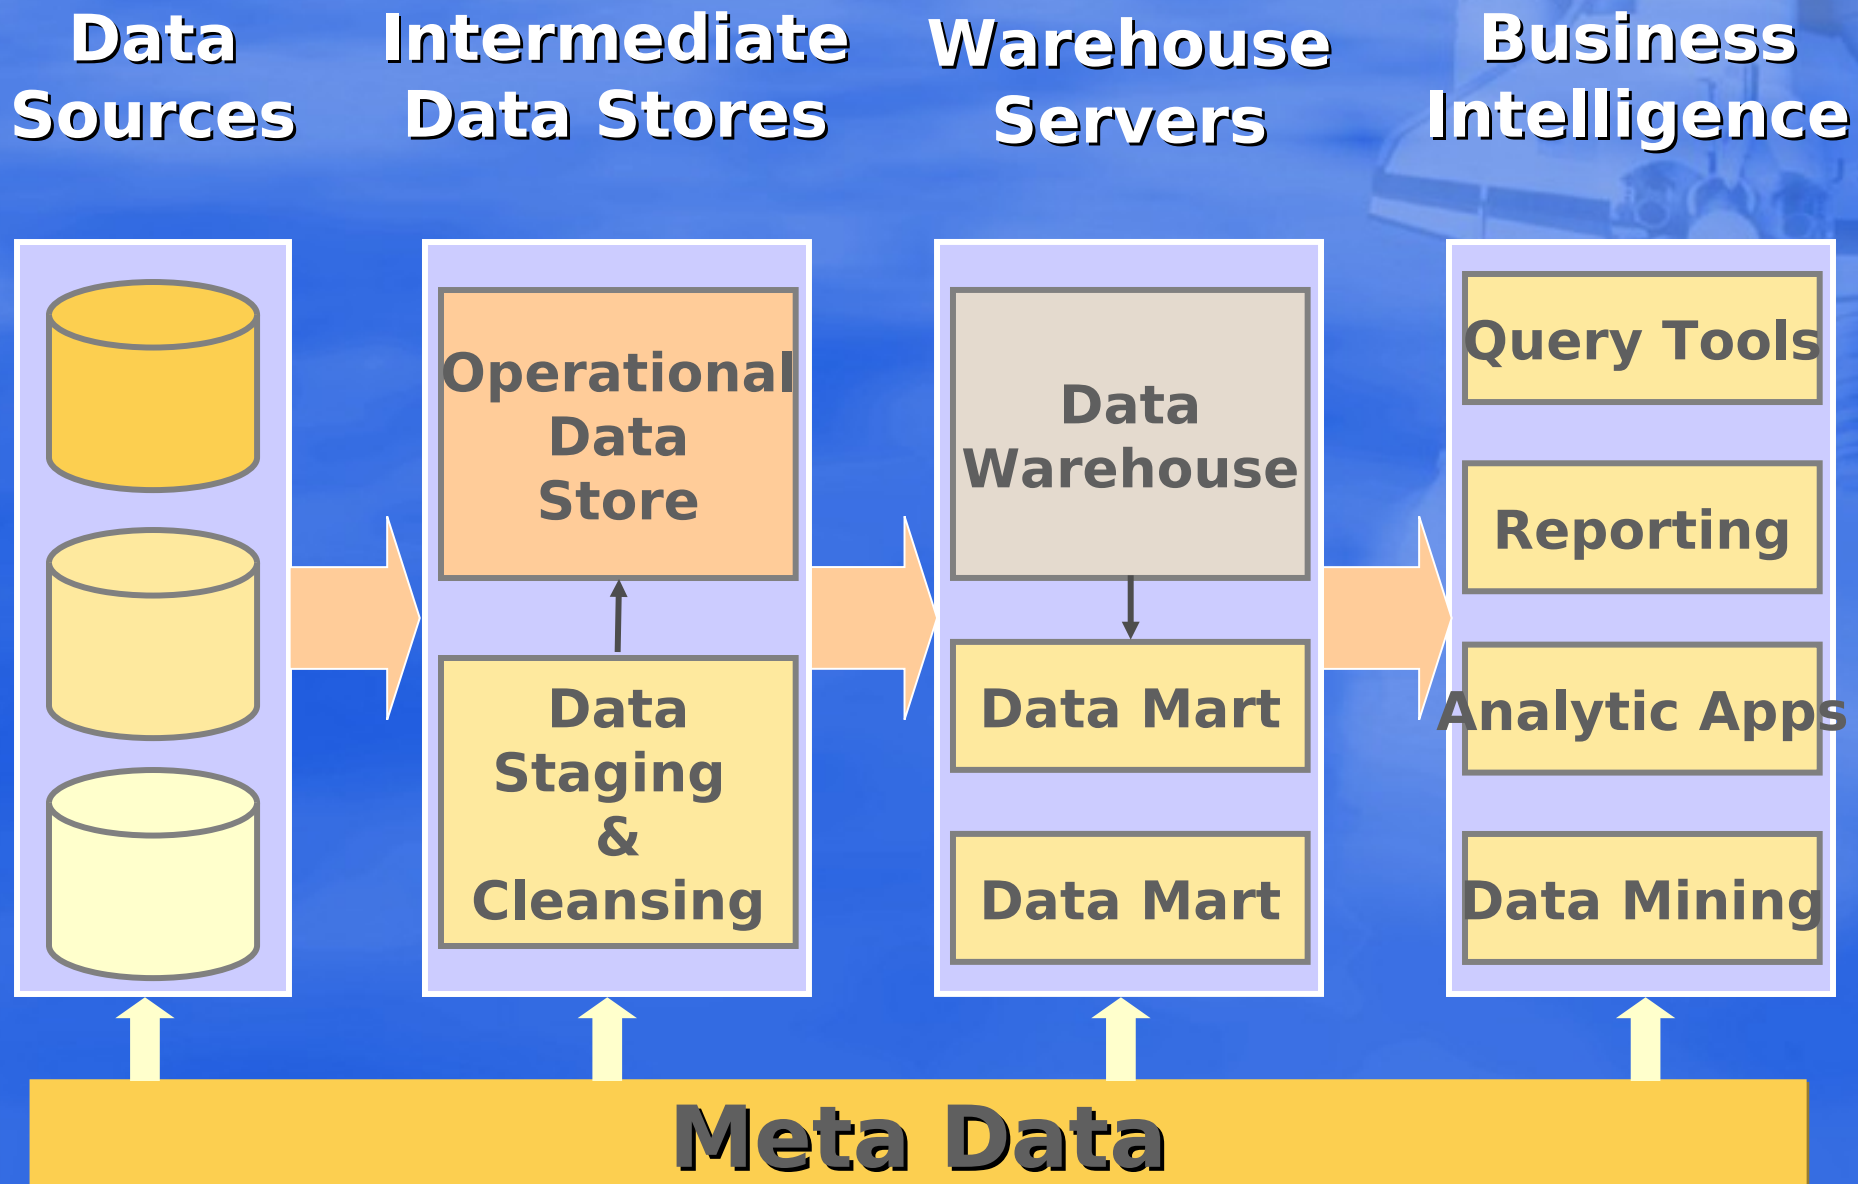 Data
Sources
Intermediate
Data Stores
Warehouse
Servers
Business
Intelligence
Operational
Data
Store
Data
Staging
&
Cleansing
Data
Warehouse
Data Mart
Data Mart
Query Tools
Reporting
Analytic Apps
Data Mining
Meta Data